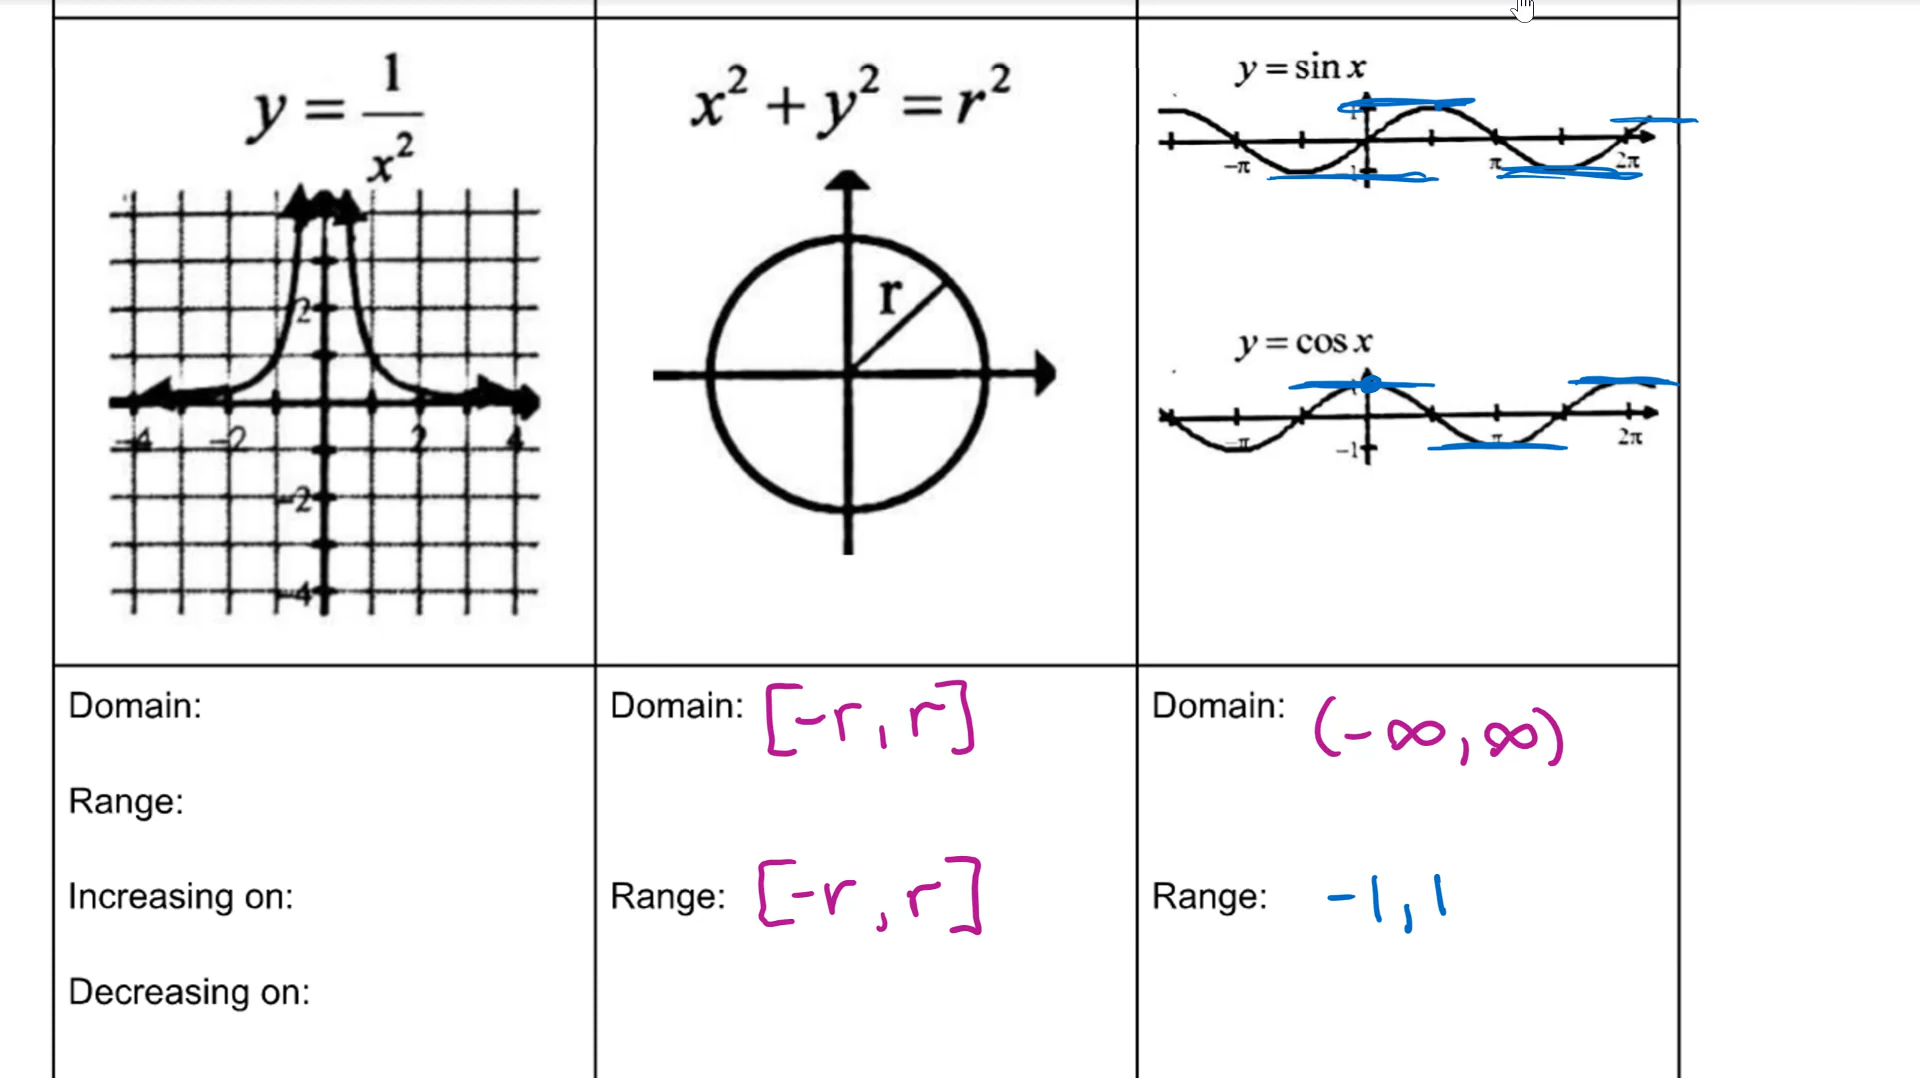 y = 1/x²
2
-4 -2 2 4
-2
-4
Domain:
Range:
Increasing on:
Decreasing on:
x² + y² = r²
r
Domain: [-r, r]
Range: [-r, r]
y = sin x
-π π 2π
y = cos x
-π π 2π
-1
Domain: (-∞, ∞)
Range: -1, 1